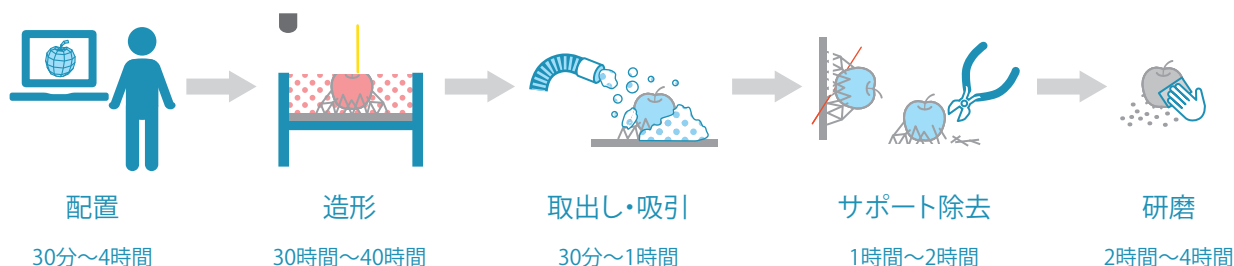 配置
造形
取出し・吸引
サポート除去
研磨
30分～4時間
30時間～40時間
30分～1時間
1時間～2時間
2時間～4時間